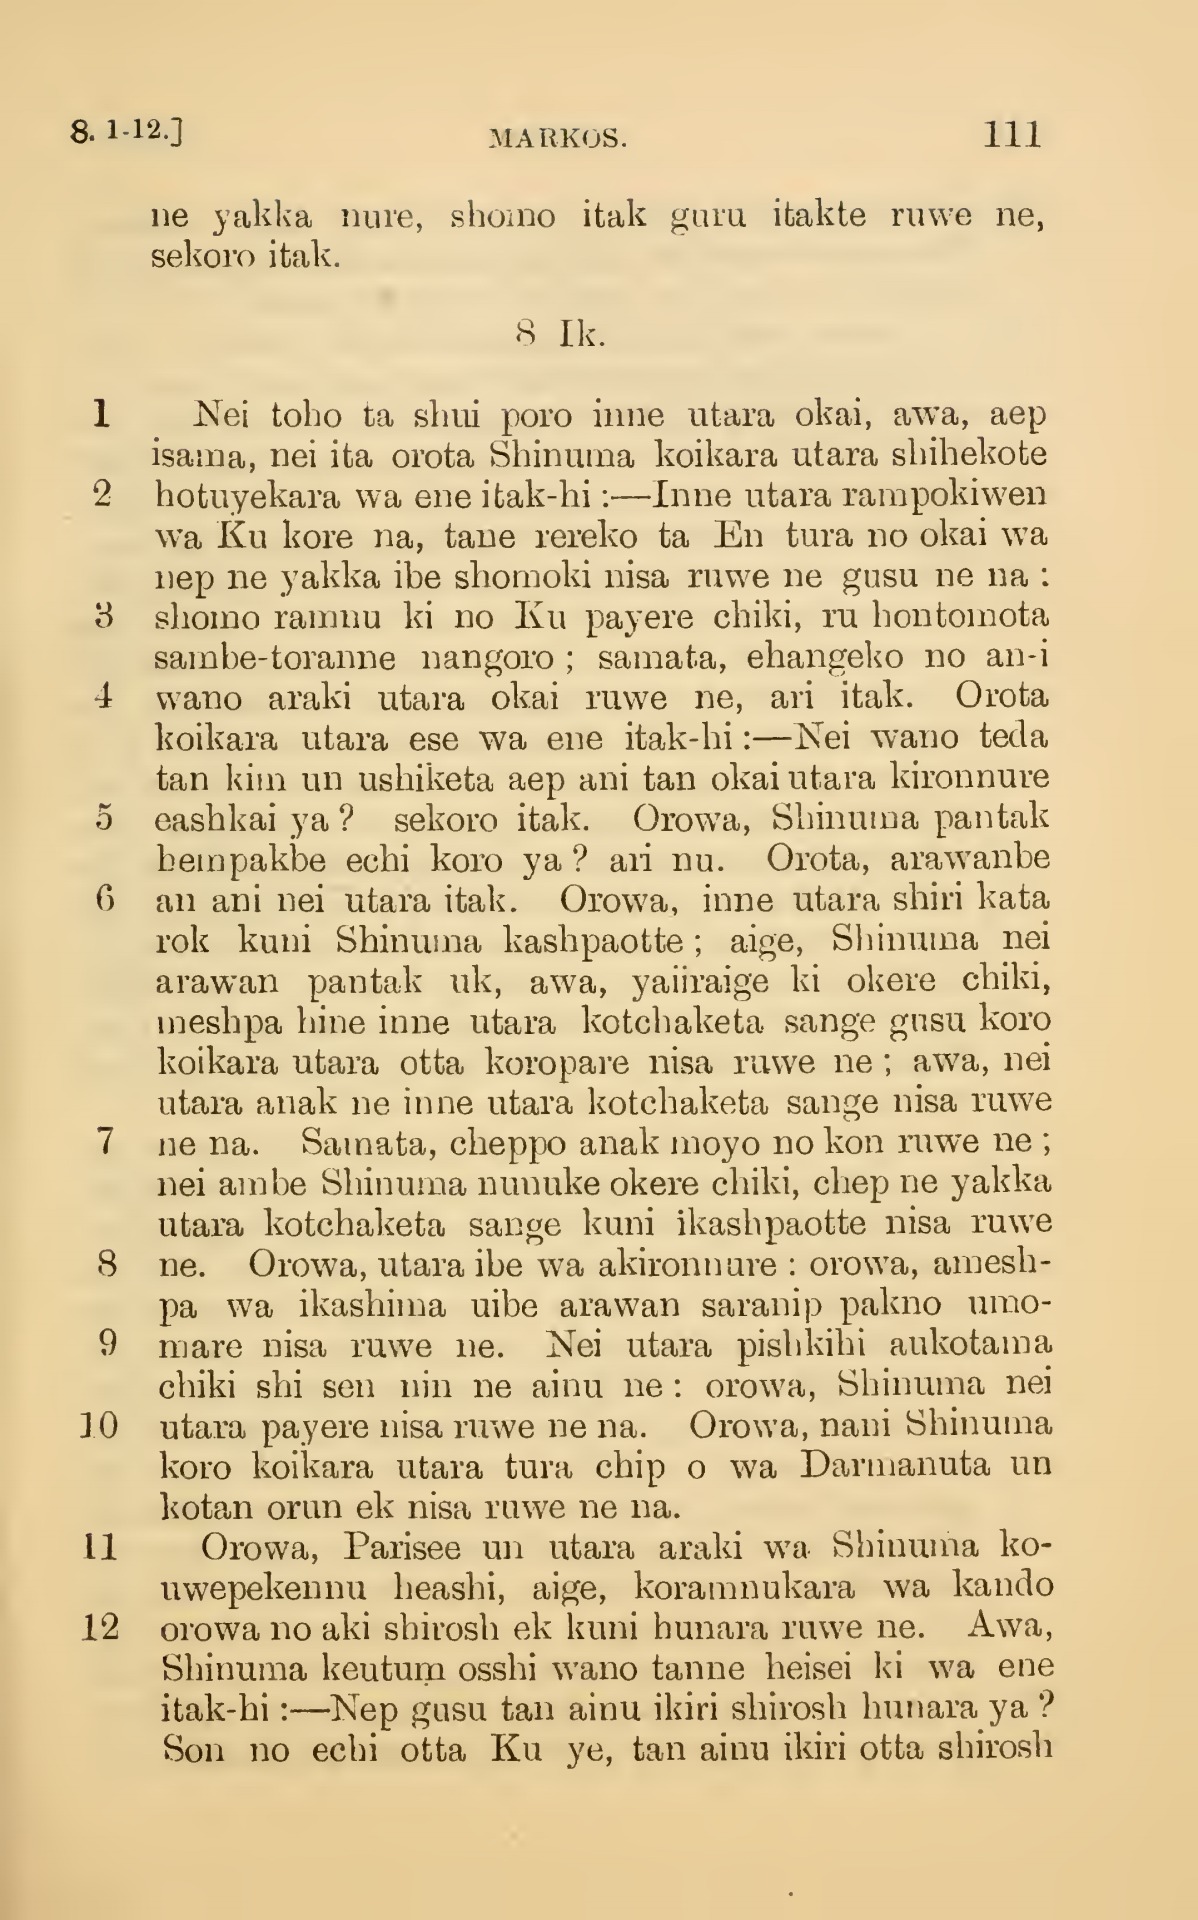 8. 1-12.] MARKOS. 111
ne yakka nure, shomo itak guru itakte ruwe ne,
sekoro itak.
8 Ik.
1 Nei toho ta shui poro inne utara okai, awa, aep
isama, nei ita orota Shinuma koikara utara shihekote
2 hotuyekara wa ene itak-hi :—Inne utara rampokiwen
wa Ku kore na, tane rereko ta En tura no okai wa
nep ne yakka ibe shomoki nisa ruwe ne gusu ne na :
3 shomo ramnu ki no Ku payere chiki, ru hontomota
sambe-toranne nangoro ; samata, ehangeko no an-i
4 wano araki utara okai ruwe ne, ari itak. Orota
koikara utara ese wa ene itak-hi :—Nei wano teda
tan kim un ushiketa aep ani tan okai utara kironnure
5 eashkai ya ? sekoro itak. Orowa, Shinuma pantak
hempakbe echi koro ya ? ari nu. Orota, arawanbe
6 an ani nei utara itak. Orowa, inne utara shiri kata
rok kuni Shinuma kashpaotte ; aige, Shinuma nei
arawan pantak uk, awa, yaiiraige ki okere chiki,
meshpa hine inne utara kotchaketa sange gusu koro
koikara utara otta koropare nisa ruwe ne ; awa, nei
utara anak ne inne utara kotchaketa sange nisa ruwe
7 ne na. Samata, cheppo anak moyo no kon ruwe ne ;
nei ambe Shinuma nunuke okere chiki, chep ne yakka
utara kotchaketa sange kuni ikashpaotte nisa ruwe
8 ne. Orowa, utara ibe wa akironnure : orowa, amesh-
pa wa ikashima uibe arawan saranip pakno umo-
9 mare nisa ruwe ne. Nei utara pishkihi aukotama
chiki shi sen nin ne ainu ne : orowa, Shinuma nei
10 utara payere nisa ruwe ne na. Orowa, nani Shinuma
koro koikara utara tura chip o wa Darmanuta un
kotan orun ek nisa ruwe ne na.
11 Orowa, Parisee un utara araki wa Shinuma ko-
uwepekennu heashi, aige, koramnukara wa kando
12 orowa no aki shirosh ek kuni hunara ruwe ne. Awa,
Shinuma keutum osshi wano tanne heisei ki wa ene
itak-hi :—Nep gusu tan ainu ikiri shirosh hunara ya ?
Son no echi otta Ku ye, tan ainu ikiri otta shirosh